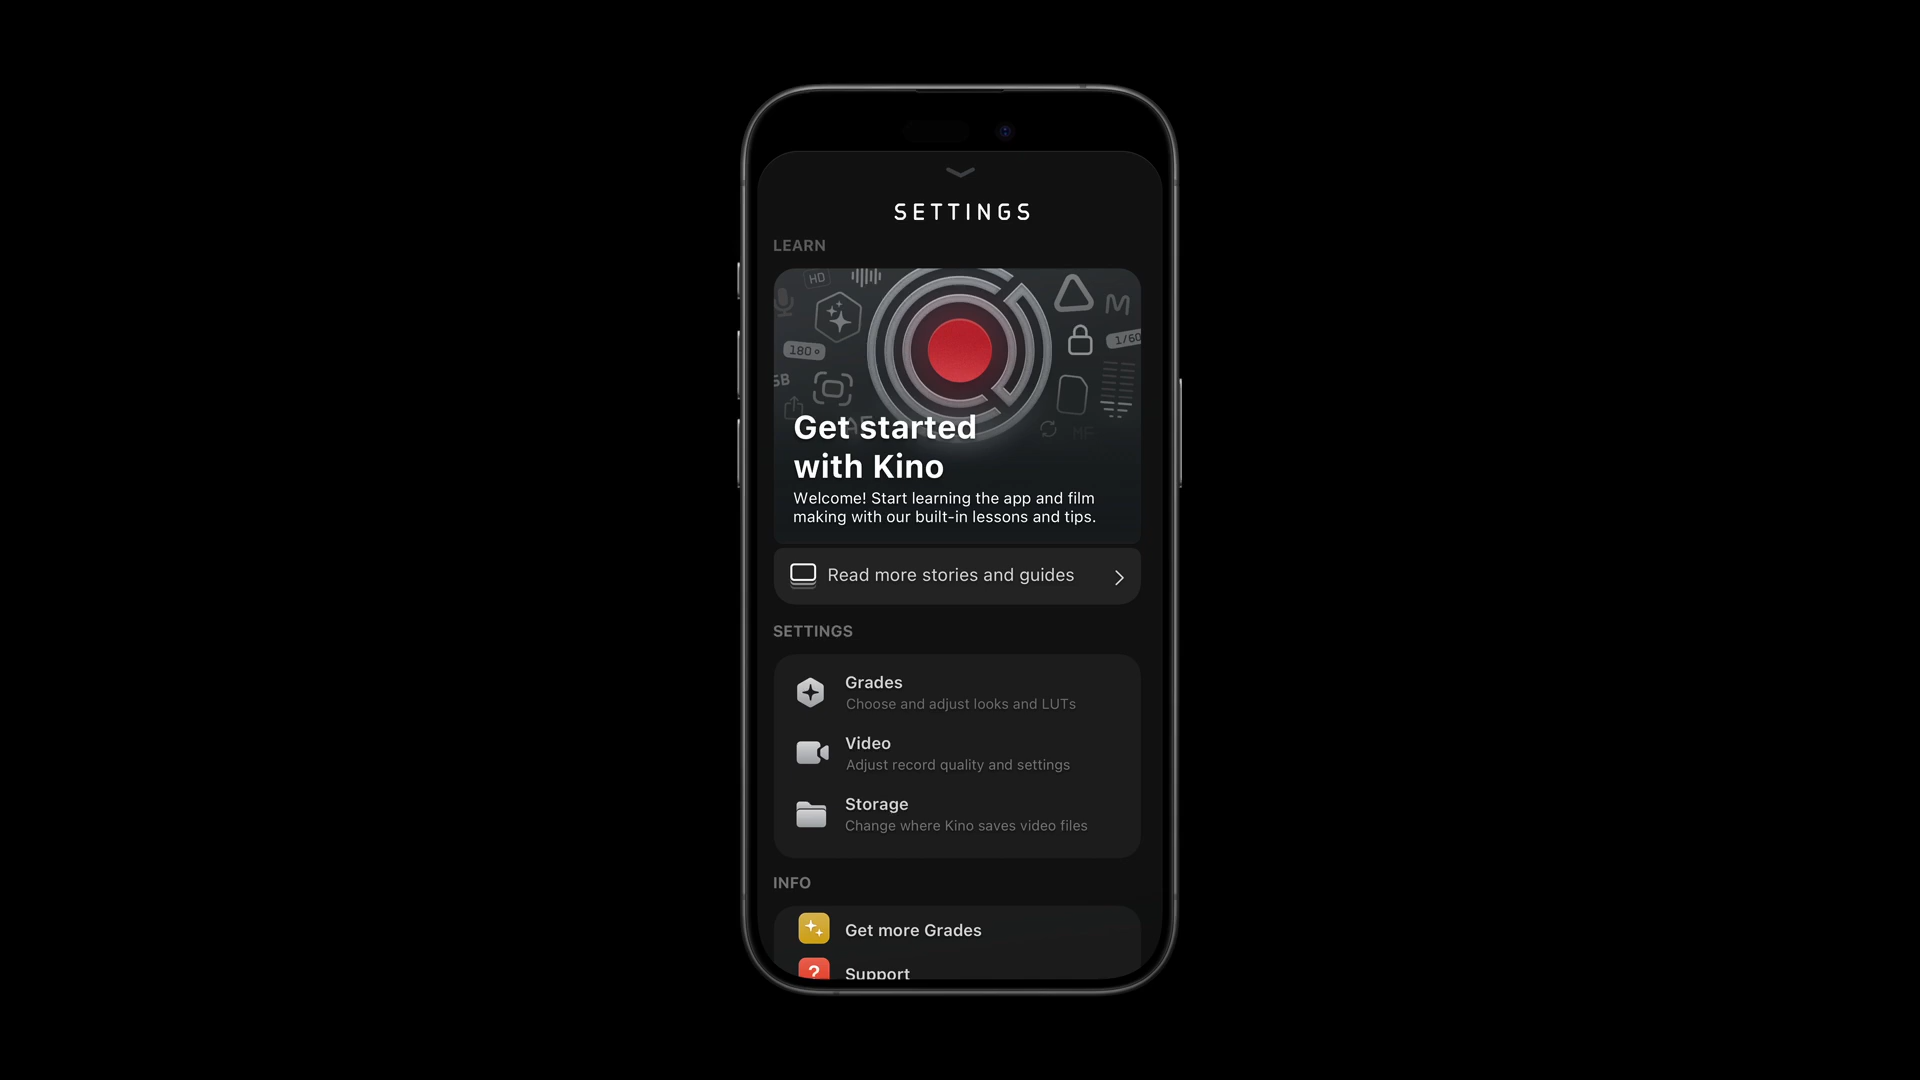 SETTINGS
LEARN
HD
M
180°
1/60
AF
MF
Get started
with Kino
Welcome! Start learning the app and film
making with our built-in lessons and tips.
Read more stories and guides
SETTINGS
Grades
Choose and adjust looks and LUTs
Video
Adjust record quality and settings
Storage
Change where Kino saves video files
INFO
Get more Grades
?
Support